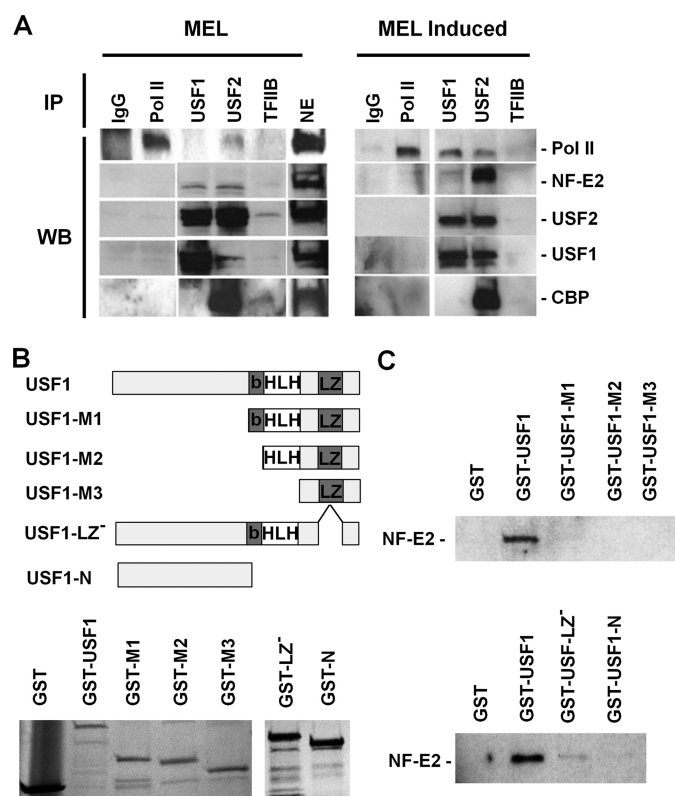 A
MEL
MEL Induced
IP
IgG
Pol II
USF1
USF2
TFIIB
NE
IgG
Pol II
USF1
USF2
TFIIB
WB
- Pol II
- NF-E2
- USF2
- USF1
- CBP
B
USF1
b HLH LZ
USF1-M1
b HLH LZ
USF1-M2
HLH LZ
USF1-M3
LZ
USF1-LZ⁻
b HLH
USF1-N
GST
GST-USF1
GST-M1
GST-M2
GST-M3
GST-LZ⁻
GST-N
C
GST
GST-USF1
GST-USF1-M1
GST-USF1-M2
GST-USF1-M3
NF-E2 -
GST
GST-USF1
GST-USF-LZ⁻
GST-USF1-N
NF-E2 -